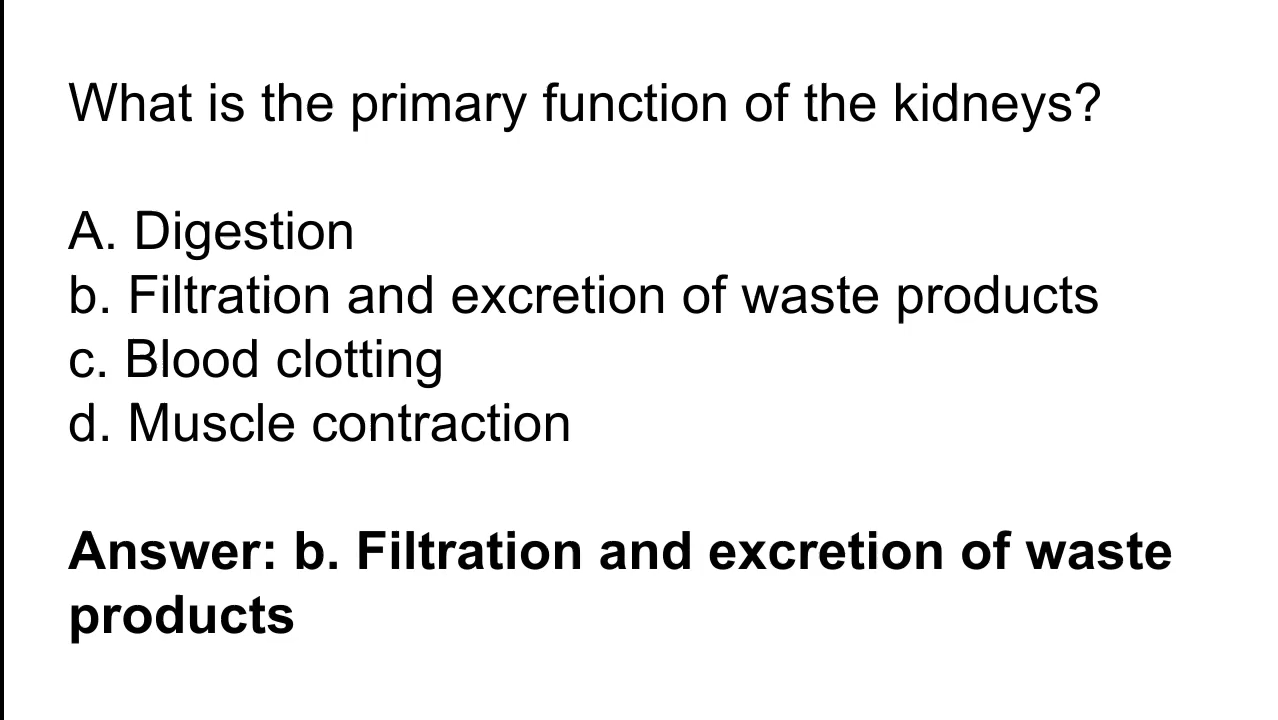 What is the primary function of the kidneys?
A. Digestion
b. Filtration and excretion of waste products
c. Blood clotting
d. Muscle contraction
Answer: b. Filtration and excretion of waste
products